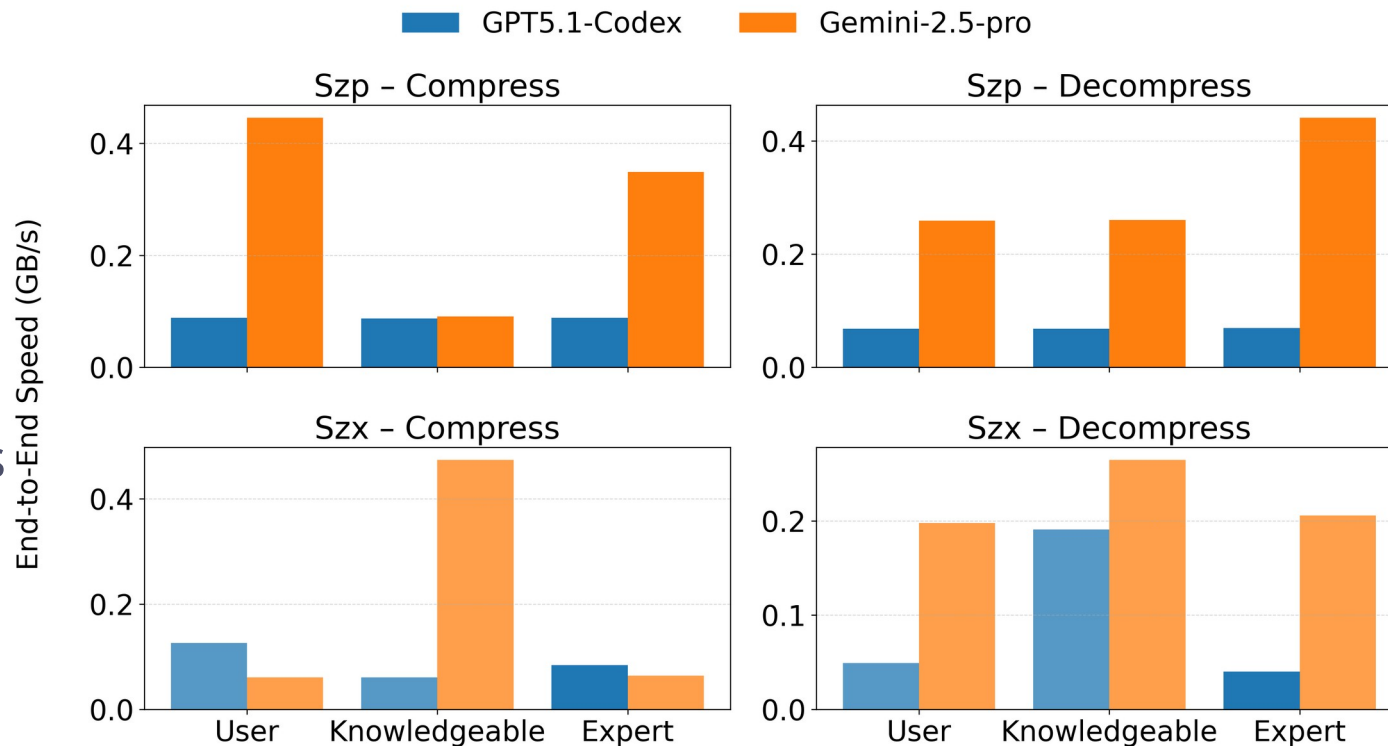 GPT5.1-Codex Gemini-2.5-pro
Szp – Compress
Szp – Decompress
End-to-End Speed (GB/s)
0.4
0.2
0.0
0.4
0.2
0.0
Szx – Compress
Szx – Decompress
0.4
0.2
0.0
User Knowledgeable Expert
0.2
0.1
0.0
User Knowledgeable Expert